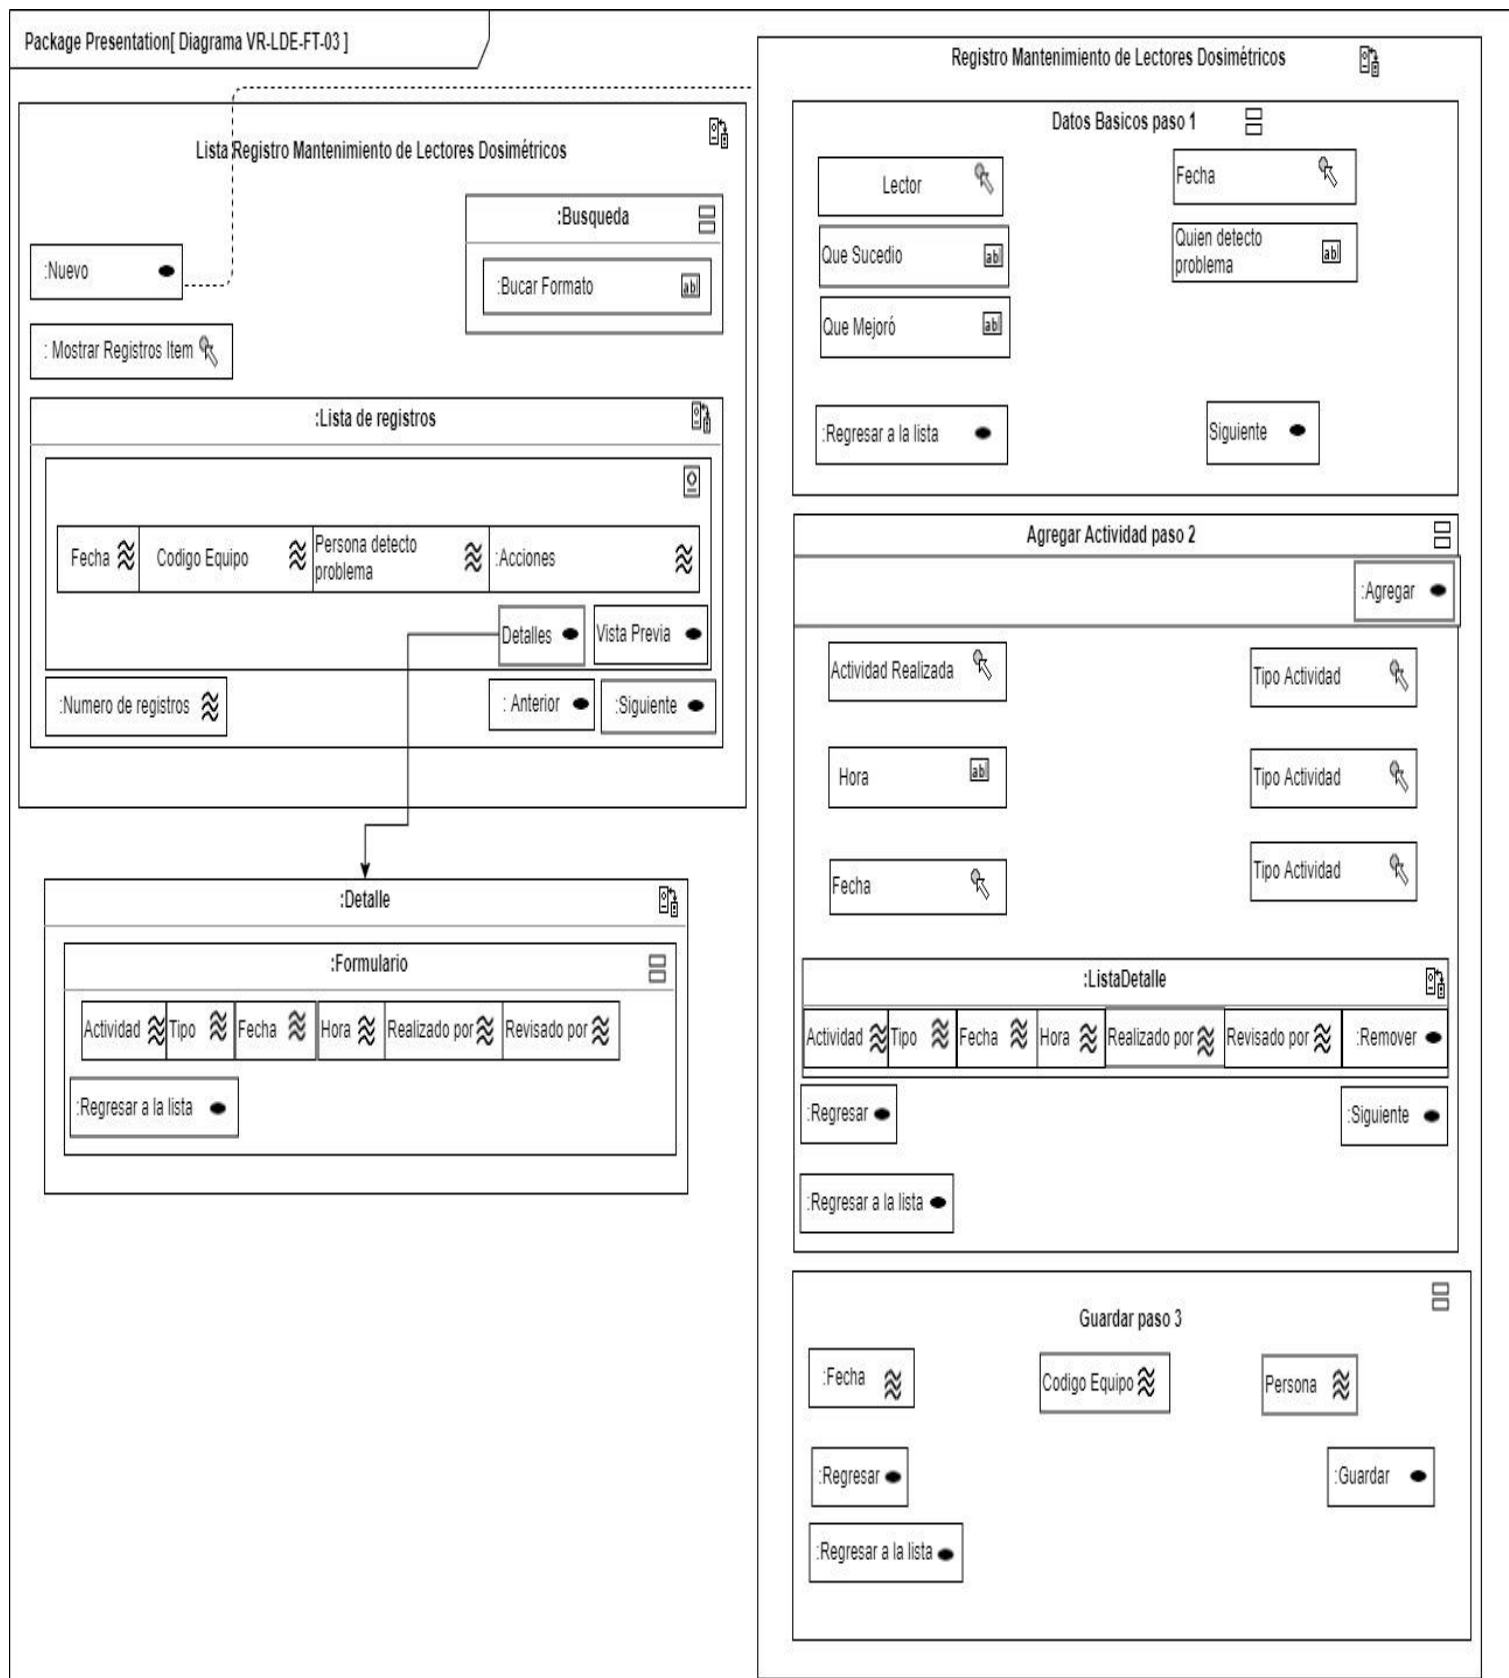 Package Presentation[ Diagrama VR-LDE-FT-03 ]
Lista Registro Mantenimiento de Lectores Dosimétricos
:Busqueda
:Bucar Formato
ab
:Nuevo
: Mostrar Registros Item
:Lista de registros
Fecha
Codigo Equipo
Persona detecto
problema
:Acciones
Detalles
Vista Previa
:Numero de registros
: Anterior
:Siguiente
:Detalle
:Formulario
Actividad
Tipo
Fecha
Hora
Realizado por
Revisado por
:Regresar a la lista
Registro Mantenimiento de Lectores Dosimétricos
Datos Basicos paso 1
Lector
Fecha
Que Sucedio
ab
Quien detecto
problema
ab
Que Mejoró
ab
:Regresar a la lista
Siguiente
Agregar Actividad paso 2
:Agregar
Actividad Realizada
Tipo Actividad
Hora
ab
Tipo Actividad
Fecha
Tipo Actividad
:ListaDetalle
Actividad
Tipo
Fecha
Hora
Realizado por
Revisado por
:Remover
:Regresar
:Siguiente
:Regresar a la lista
Guardar paso 3
:Fecha
Codigo Equipo
Persona
:Regresar
:Guardar
:Regresar a la lista